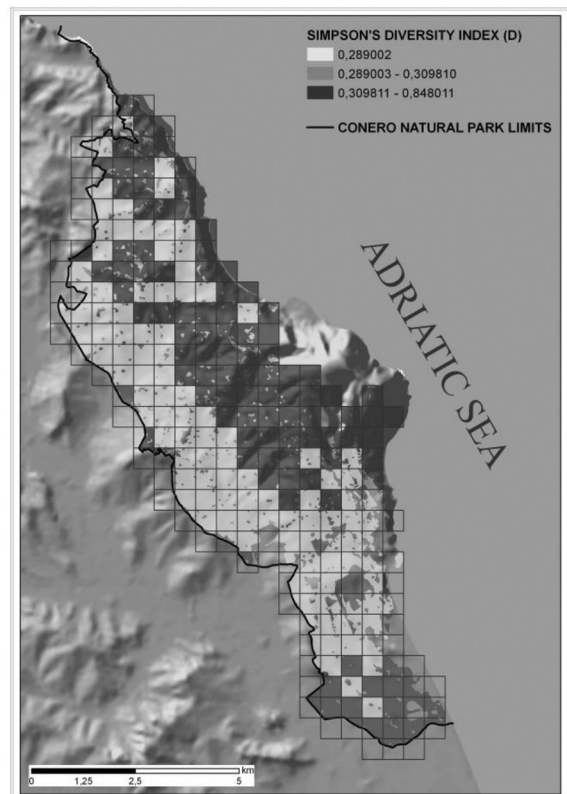 SIMPSON'S DIVERSITY INDEX (D)
0,289002
0,289003 - 0,309810
0,309811 - 0,848011
CONERO NATURAL PARK LIMITS
ADRIATIC SEA
km
0 1,25 2,5 5